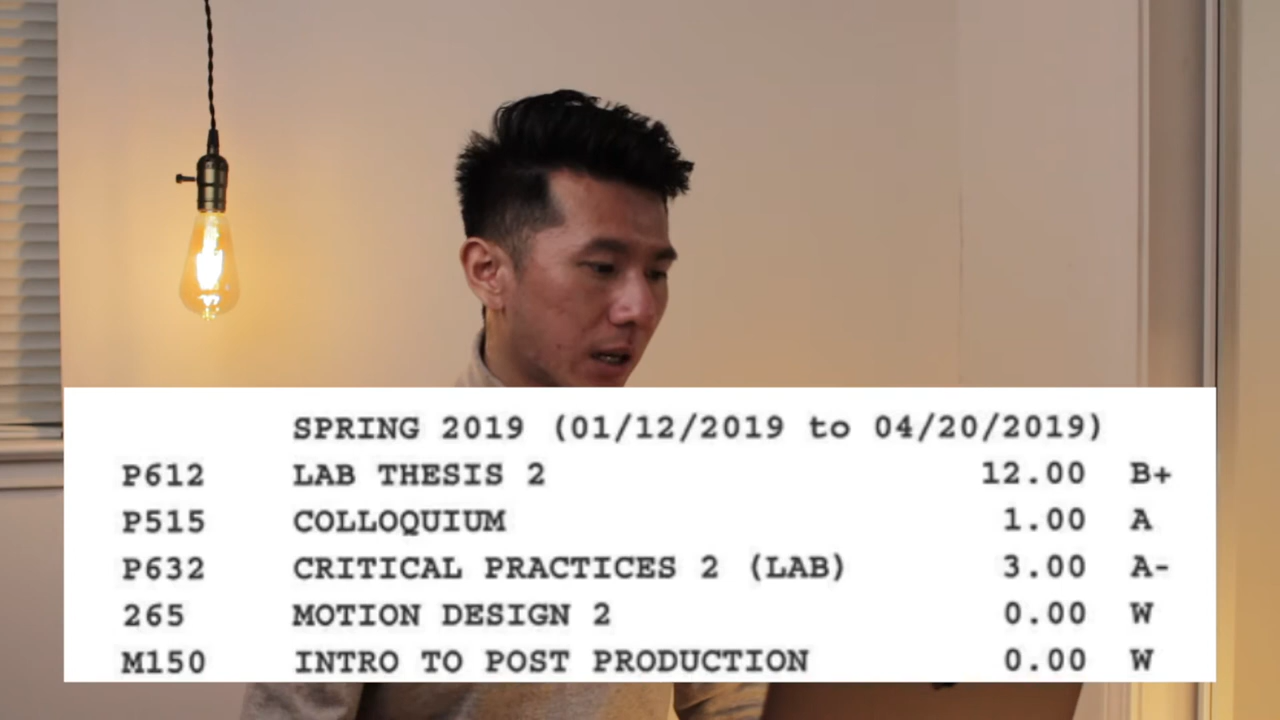 SPRING 2019 (01/12/2019 to 04/20/2019)
P612 LAB THESIS 2 12.00 B+
P515 COLLOQUIUM 1.00 A
P632 CRITICAL PRACTICES 2 (LAB) 3.00 A-
265 MOTION DESIGN 2 0.00 W
M150 INTRO TO POST PRODUCTION 0.00 W